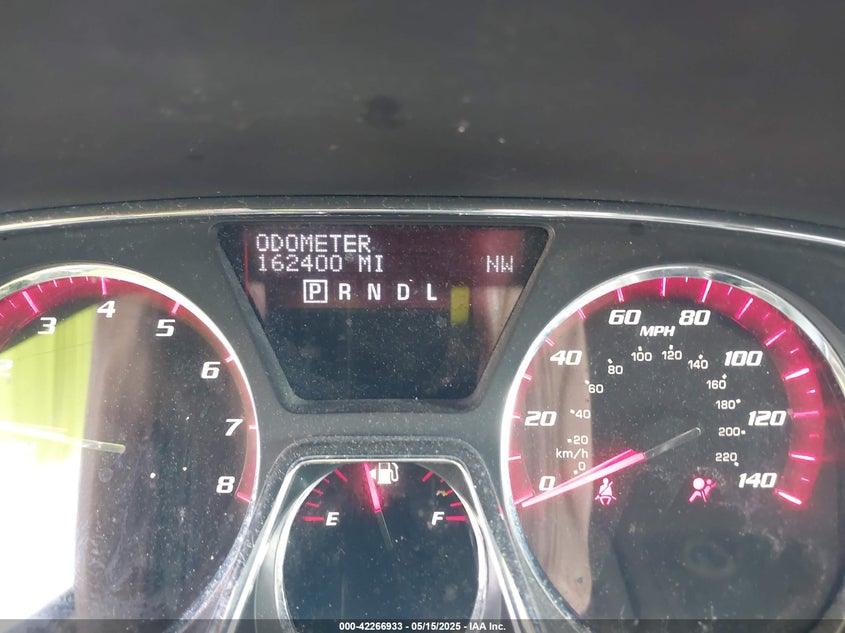 ODOMETER
162400 MI NW
P R N D L
2 3 4 5 6 7 8
0 20 40 60 80 100 120 140
MPH
0 20 40 60 80 100 120 140 160 180 200 220
km/h
E F
000-42266933 - 05/15/2025 - IAA Inc.